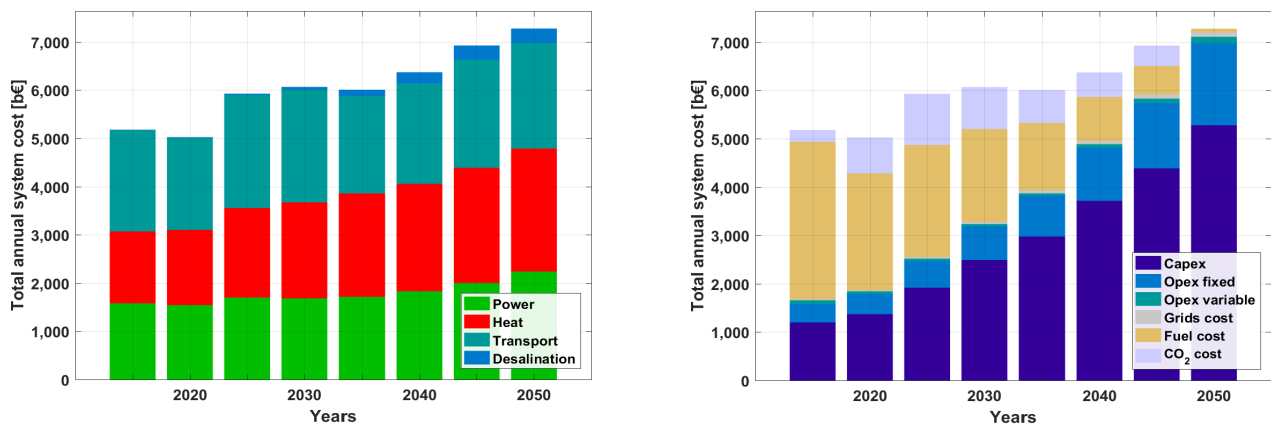 Total annual system cost [b€]
7,000
6,000
5,000
4,000
3,000
2,000
1,000
0
2020
2030
2040
2050
Years
Power
Heat
Transport
Desalination
Total annual system cost [b€]
7,000
6,000
5,000
4,000
3,000
2,000
1,000
0
2020
2030
2040
2050
Years
Capex
Opex fixed
Opex variable
Grids cost
Fuel cost
CO₂ cost